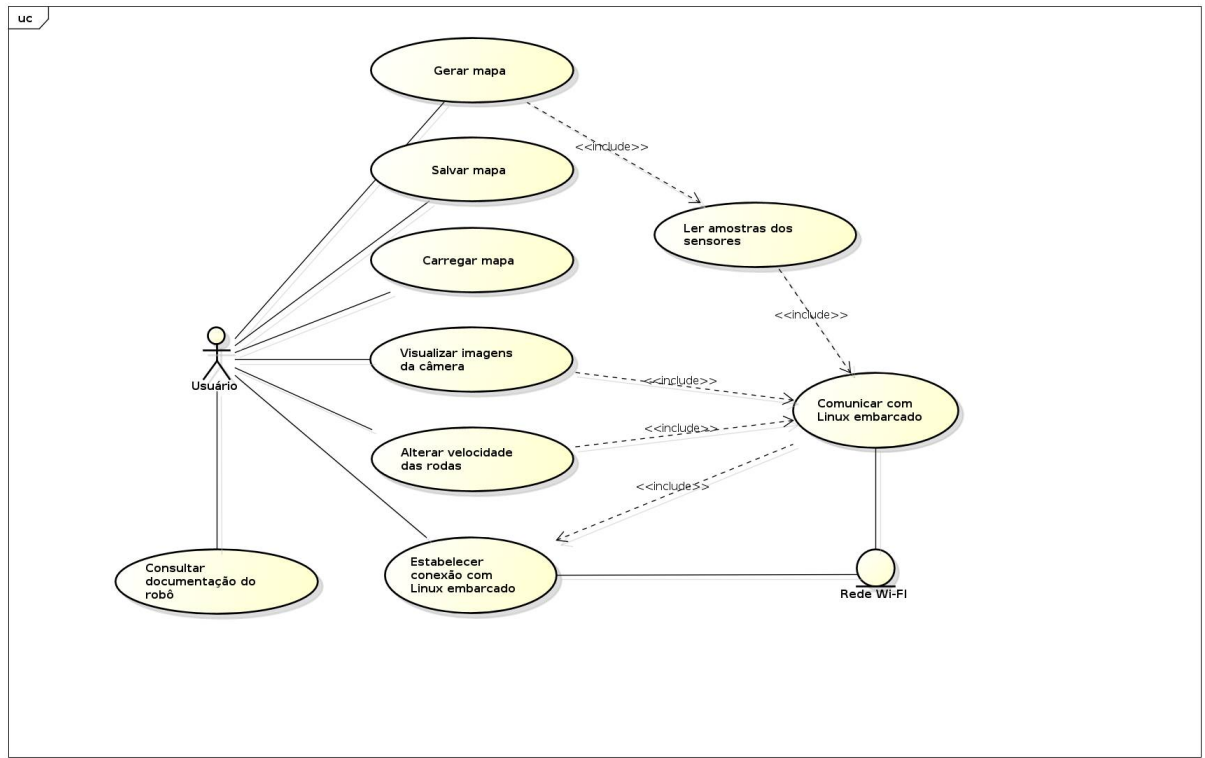 uc
Gerar mapa
<<include>>
Salvar mapa
Ler amostras dos
sensores
Carregar mapa
<<include>>
Visualizar imagens
da câmera
<<include>>
Usuário
Comunicar com
Linux embarcado
<<include>>
Alterar velocidade
das rodas
<<include>>
Consultar
documentação do
robô
Estabelecer
conexão com
Linux embarcado
Rede Wi-FI